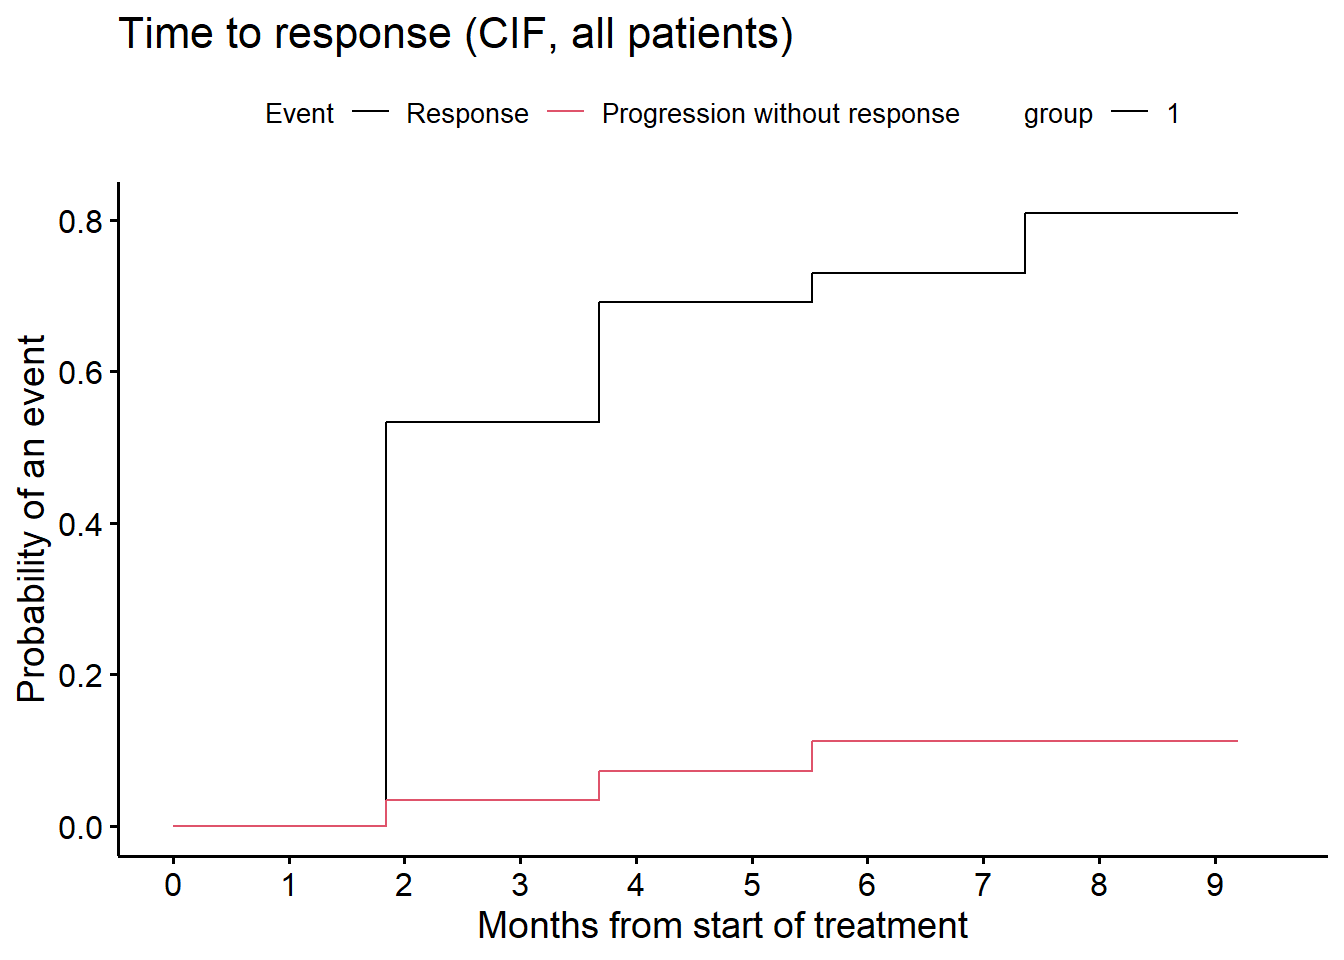 Time to response (CIF, all patients)
Event Response Progression without response group 1
Probability of an event
0.8
0.6
0.4
0.2
0.0
0 1 2 3 4 5 6 7 8 9
Months from start of treatment